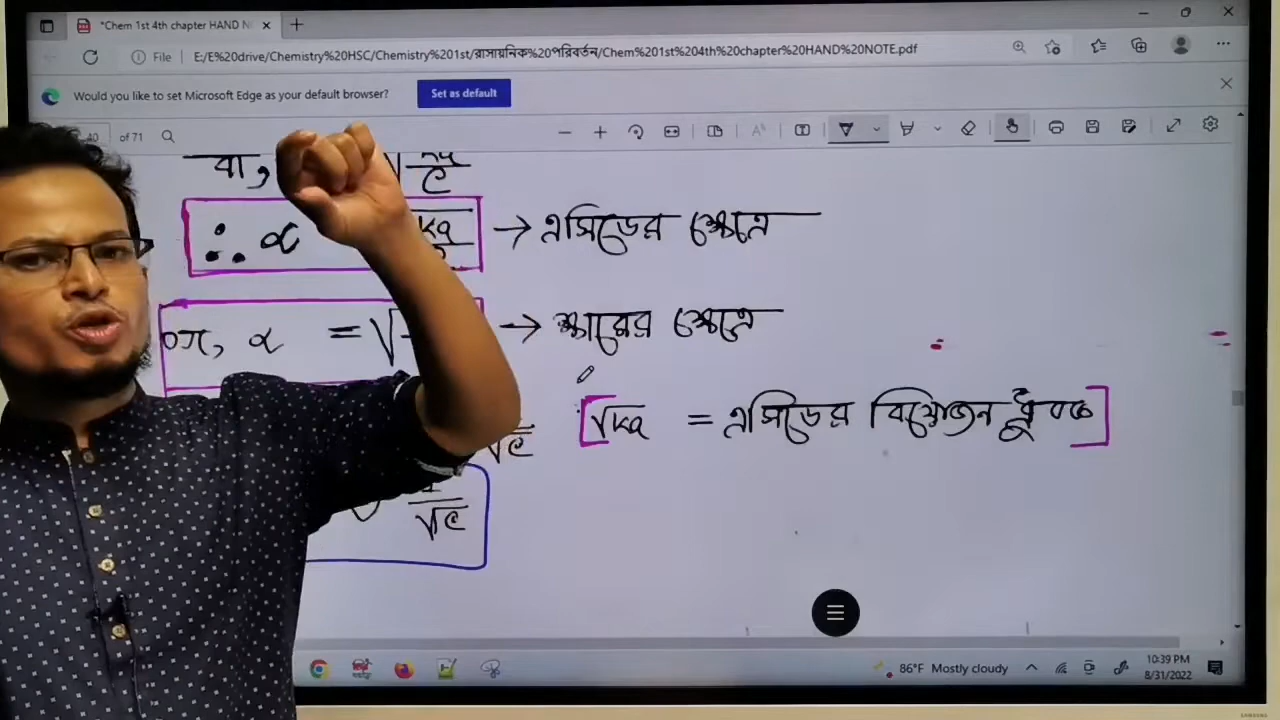 *Chem 1st 4th chapter HAND N
File E:/E%20drive/Chemistry%20HSC/Chemistry%201st/রাসায়নিক%20পরিবর্তন/Chem%201st%204th%20chapter%20HAND%20NOTE.pdf
Would you like to set Microsoft Edge as your default browser? Set as default
40 of 71
বা,
∴ α → এসিডের ক্ষেত্রে
α = √ → ক্ষারের ক্ষেত্রে
[√Ka = এসিডের বিয়োজন ধ্রুবক]
√c
√c
86°F Mostly cloudy 10:39 PM
8/31/2022
SAMSUNG